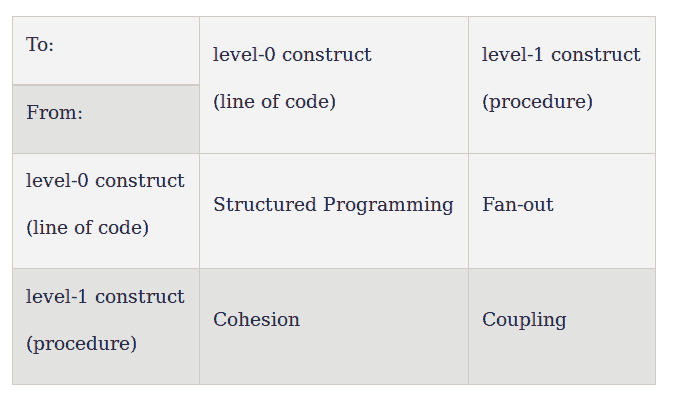 To:
From:
level-0 construct
(line of code)
level-1 construct
(procedure)
level-0 construct
(line of code)
Structured Programming
Fan-out
level-1 construct
(procedure)
Cohesion
Coupling